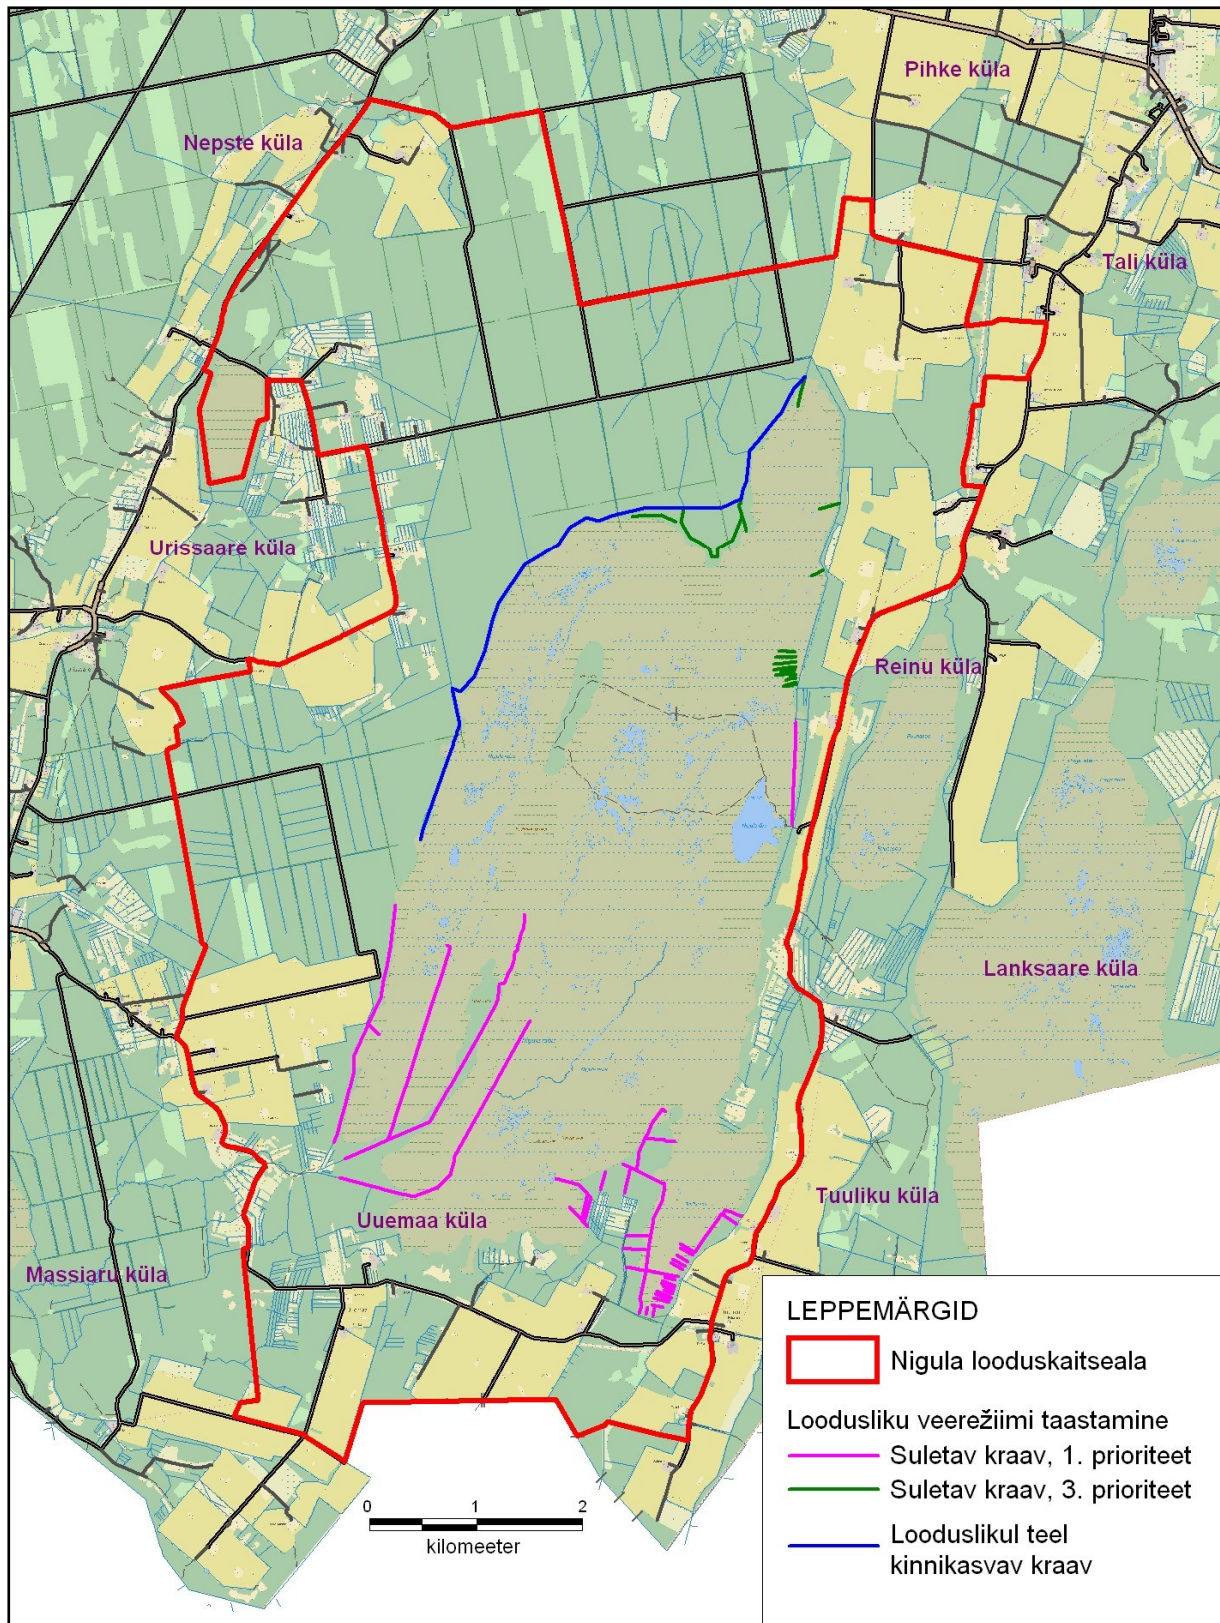 Pihke küla
Nepste küla
Tali küla
Urissaare küla
Reinu küla
Lanksaare küla
Tuuliku küla
Uuemaa küla
Massiaru küla
LEPPEMÄRGID
Nigula looduskaitseala
Loodusliku veerežiimi taastamine
Suletav kraav, 1. prioriteet
Suletav kraav, 3. prioriteet
Looduslikul teel
kinnikasvav kraav
0 1 2
kilomeeter